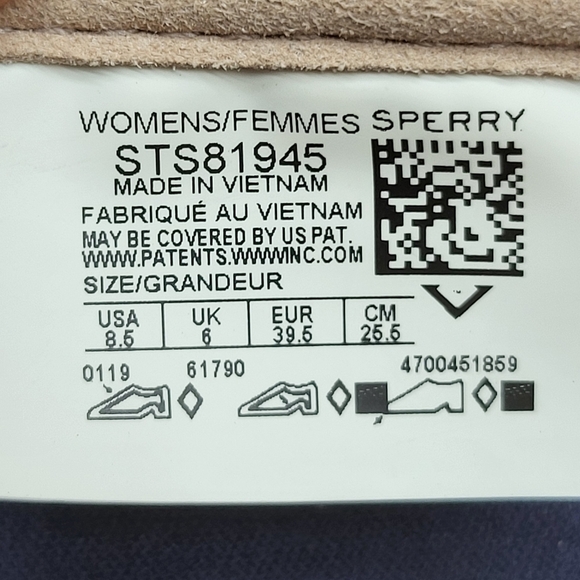 WOMENS/FEMMES SPERRY
STS81945
MADE IN VIETNAM
FABRIQUÉ AU VIETNAM
MAY BE COVERED BY US PAT.
WWW.PATENTS.WWWINC.COM
SIZE/GRANDEUR
USA UK EUR CM
8.5 6 39.5 25.5
0119 61790 4700451859